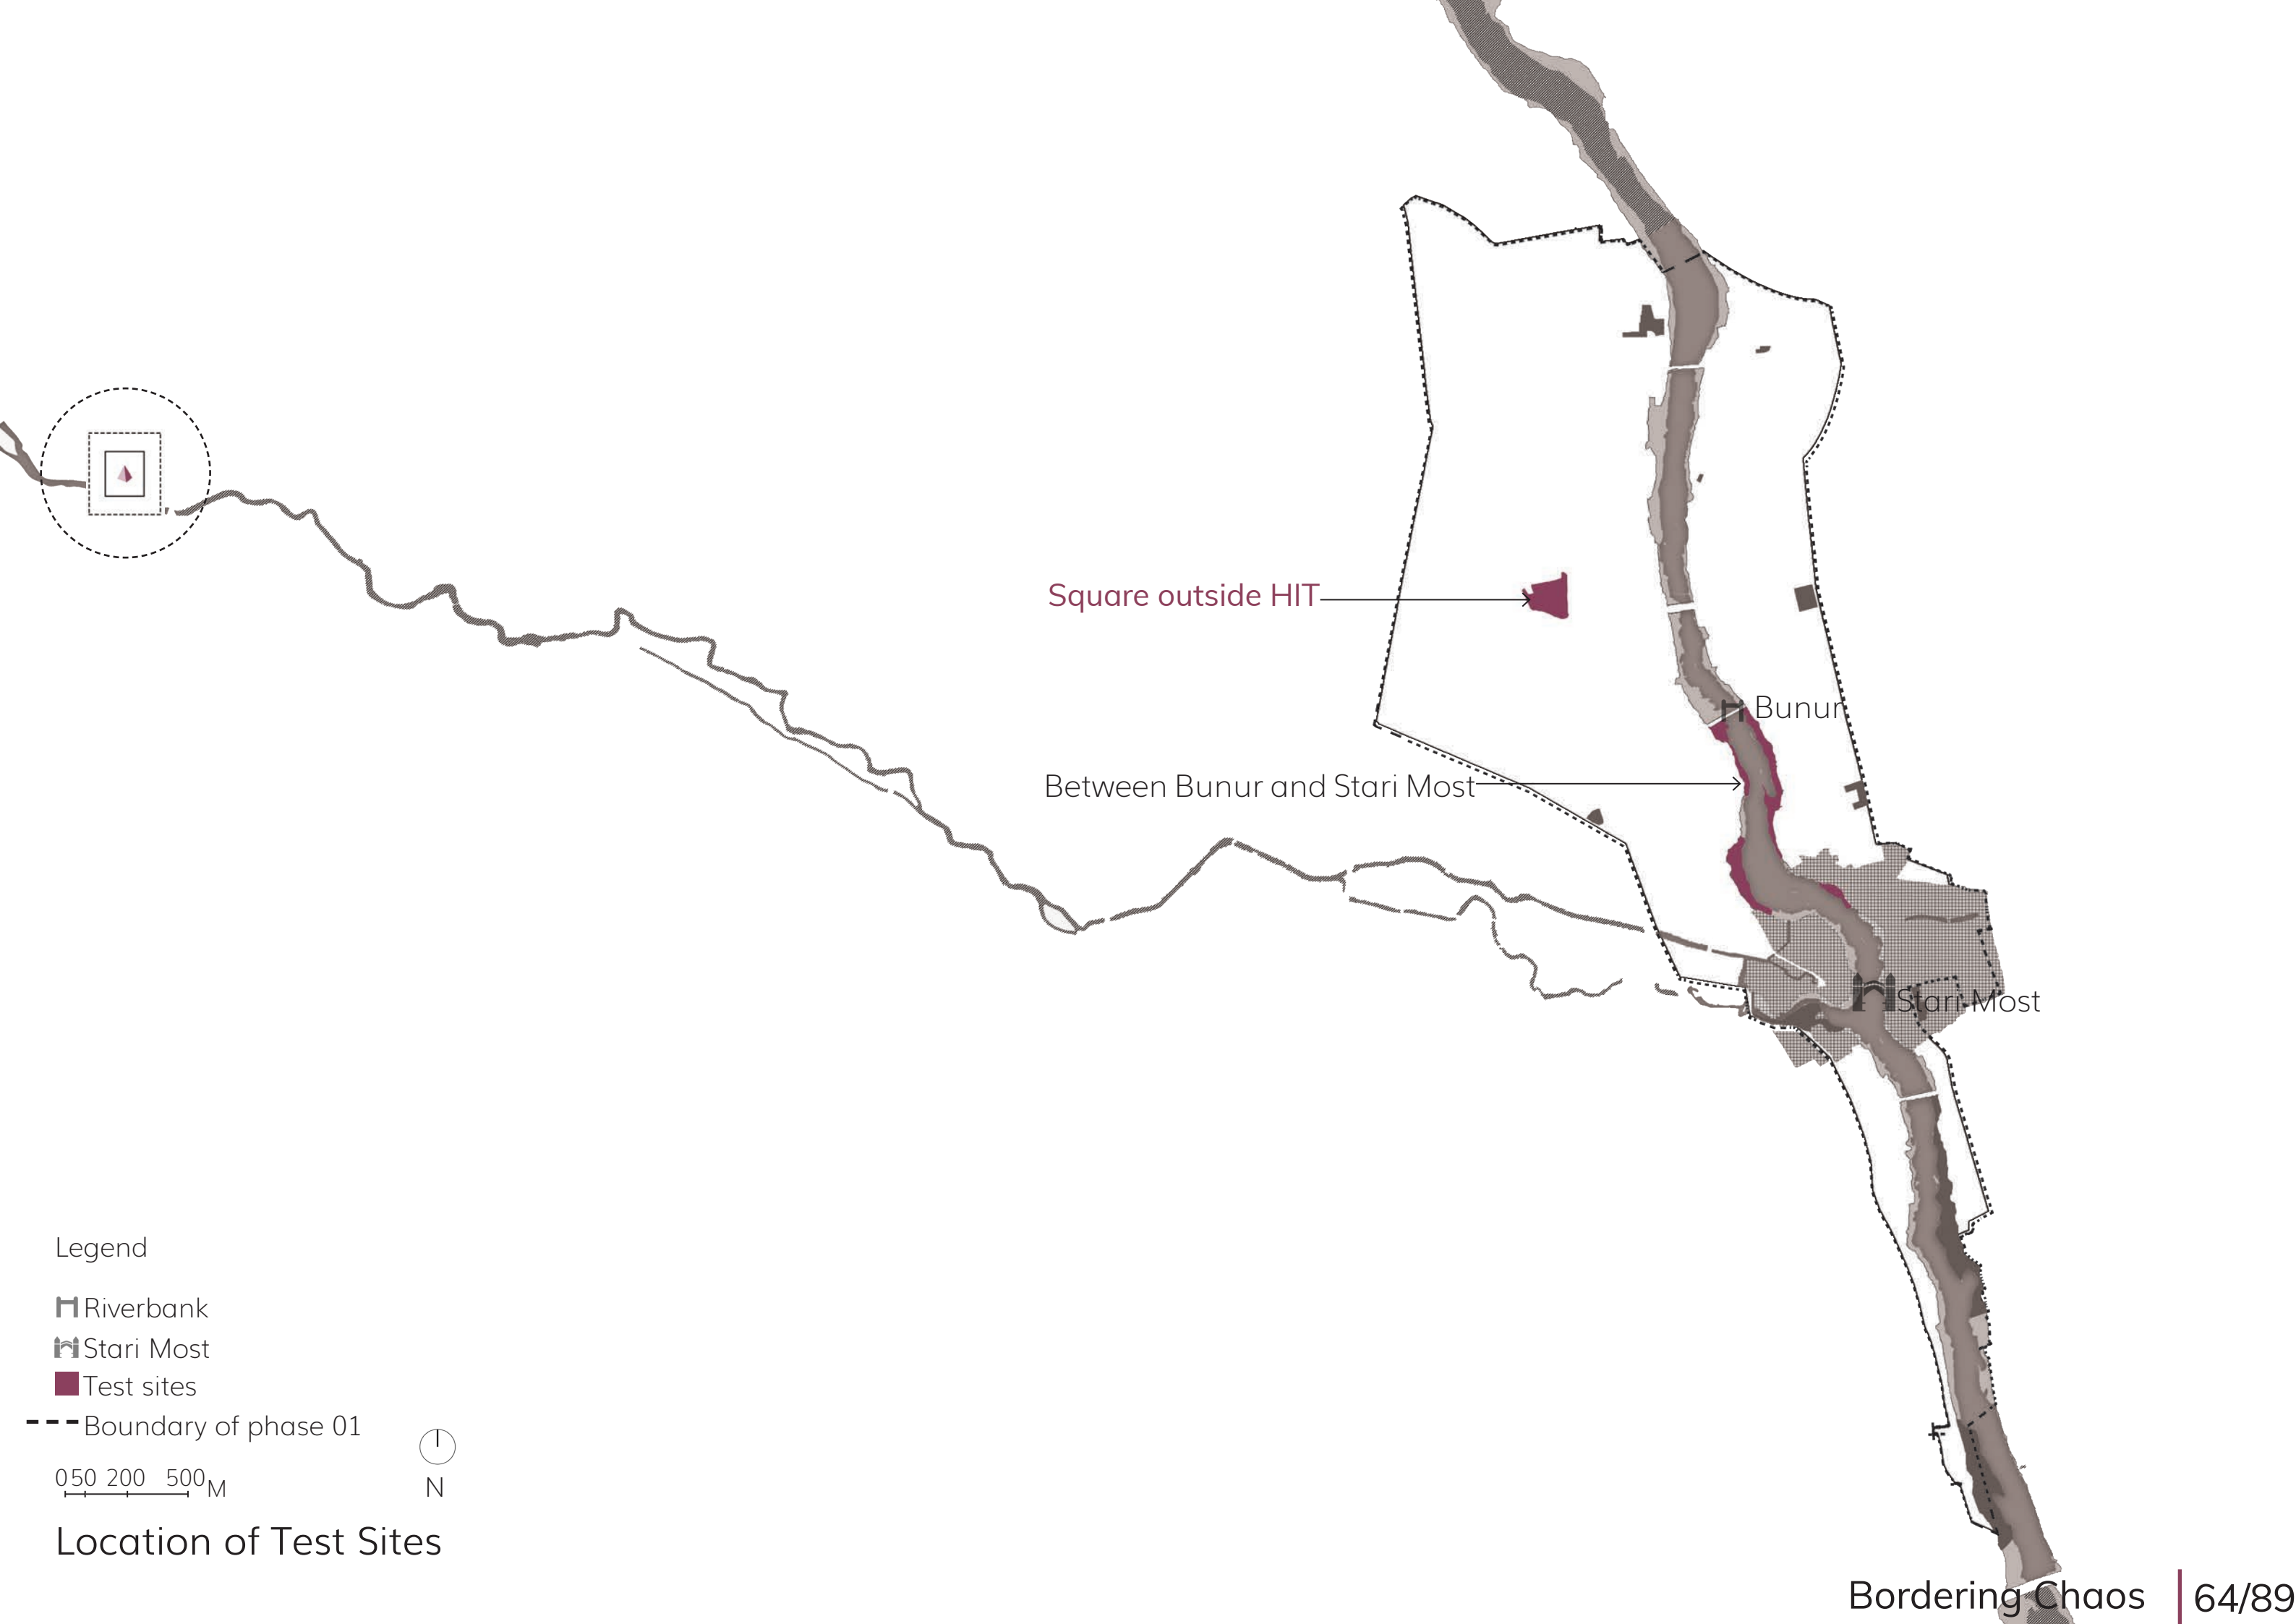 Square outside HIT
Bunur
Between Bunur and Stari Most
Stari Most
Legend
Riverbank
Stari Most
Test sites
Boundary of phase 01
0 50 200 500 M
N
Location of Test Sites
Bordering Chaos 64/89